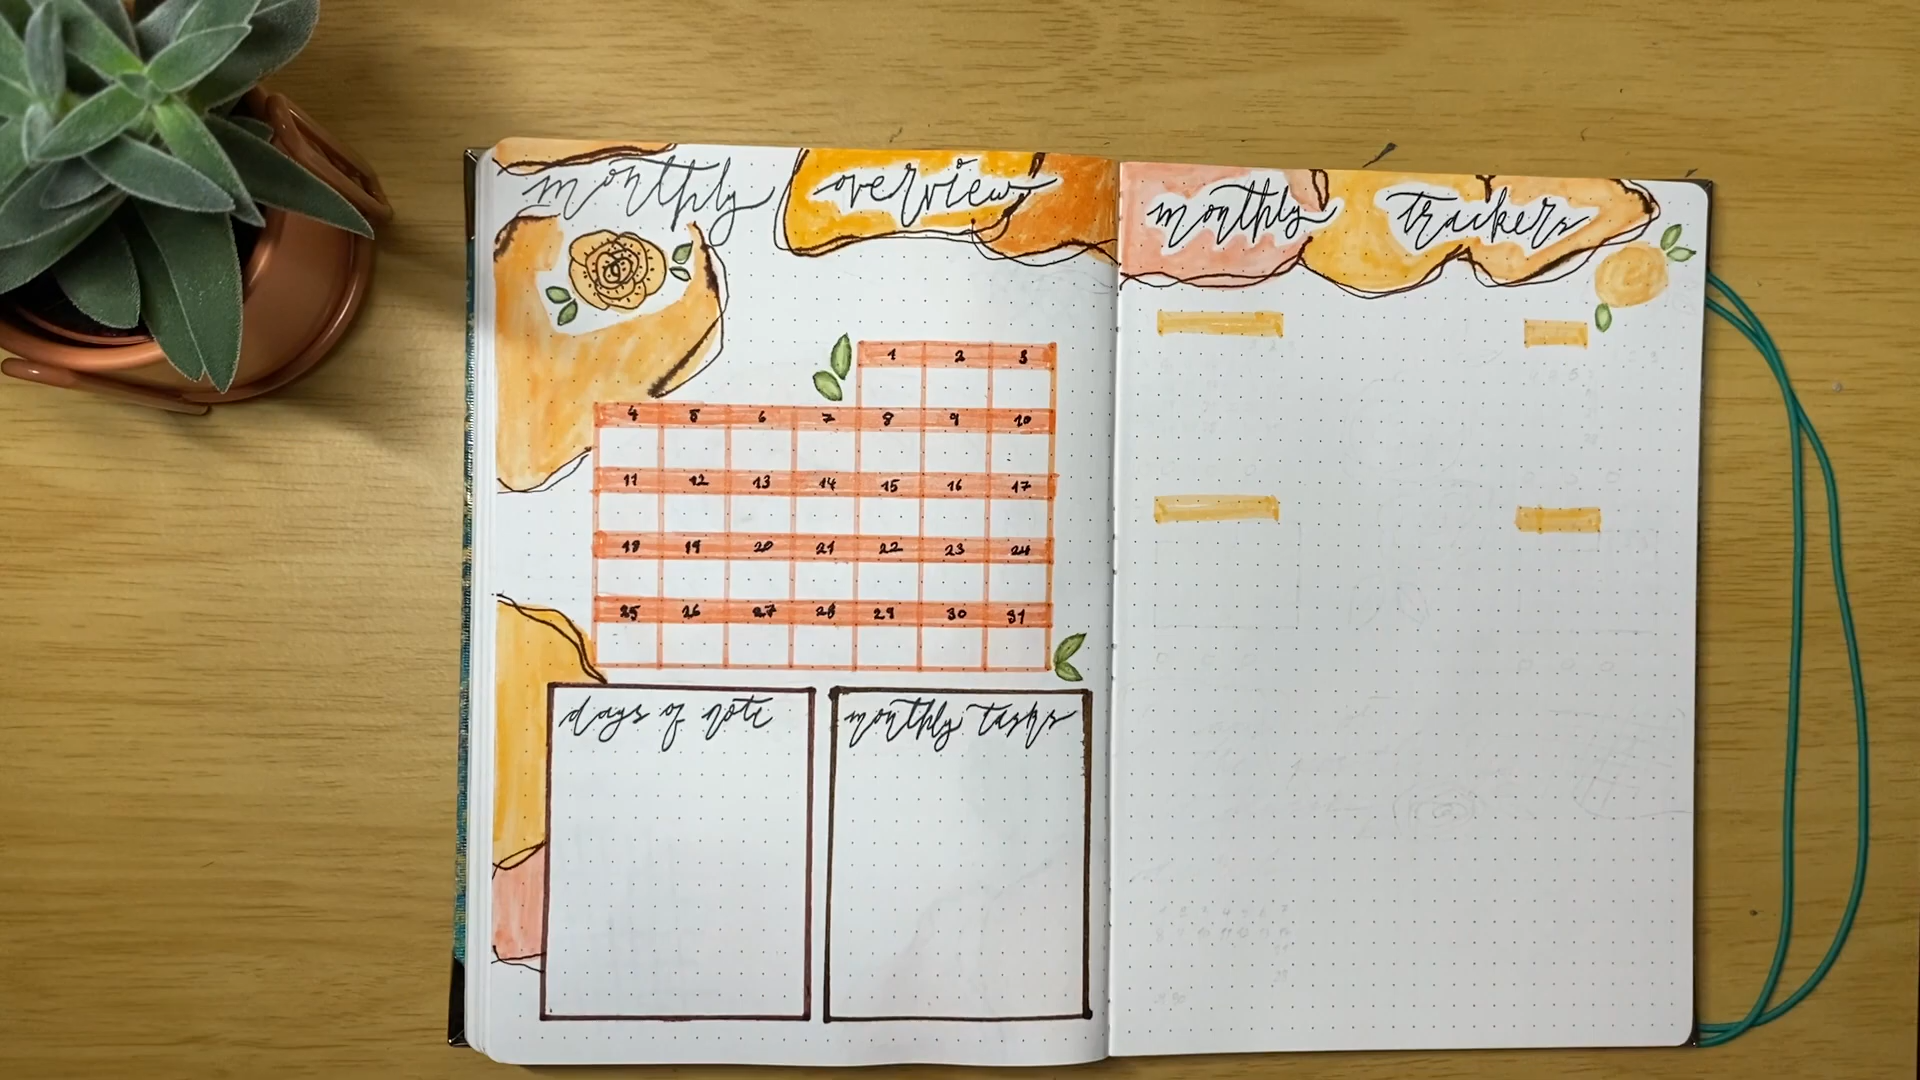 monthly overview
1 2 3
4 5 6 7 8 9 10
11 12 13 14 15 16 17
18 19 20 21 22 23 24
25 26 27 28 29 30 31
days of note
monthly tasks
monthly trackers